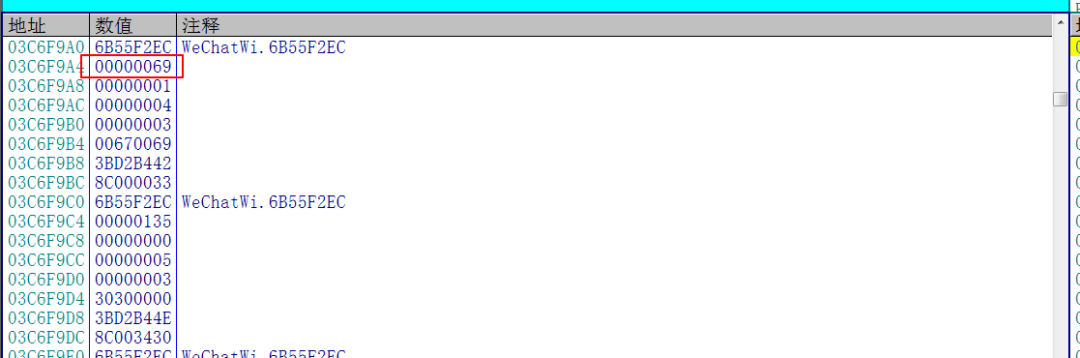 地址 数值 注释
03C6F9A0 6B55F2EC WeChatWi.6B55F2EC
03C6F9A4 00000069
03C6F9A8 00000001
03C6F9AC 00000004
03C6F9B0 00000003
03C6F9B4 00670069
03C6F9B8 3BD2B442
03C6F9BC 8C000033
03C6F9C0 6B55F2EC WeChatWi.6B55F2EC
03C6F9C4 00000135
03C6F9C8 00000000
03C6F9CC 00000005
03C6F9D0 00000003
03C6F9D4 30300000
03C6F9D8 3BD2B44E
03C6F9DC 8C003430
03C6F9E0 6B55F2EC WeChatWi.6B55F2EC